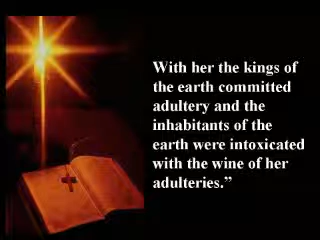 With her the kings of
the earth committed
adultery and the
inhabitants of the
earth were intoxicated
with the wine of her
adulteries.”